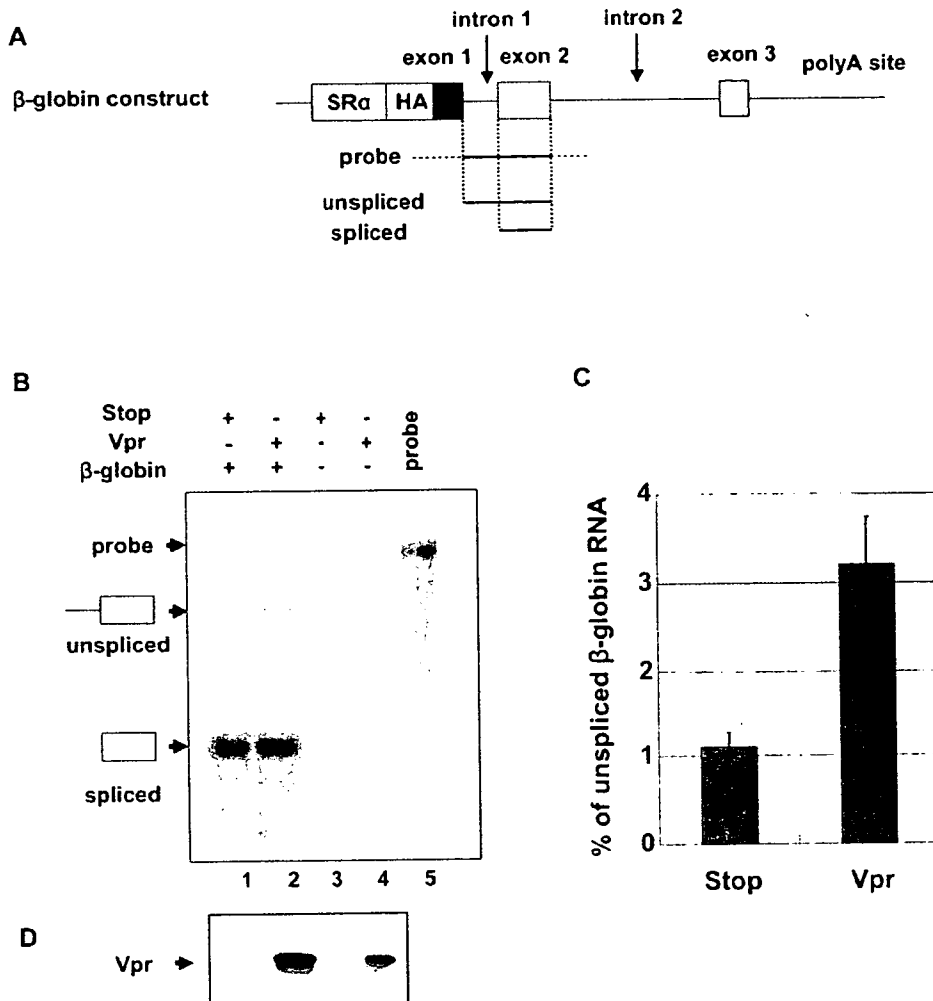 A
intron 1
intron 2
exon 1
exon 2
exon 3
polyA site
β-globin construct
SRα
HA
probe
unspliced
spliced
B
Stop + - + -
Vpr - + - +
β-globin + + - -
probe
probe
unspliced
spliced
1 2 3 4 5
C
% of unspliced β-globin RNA
4
3
2
1
0
Stop
Vpr
D
Vpr